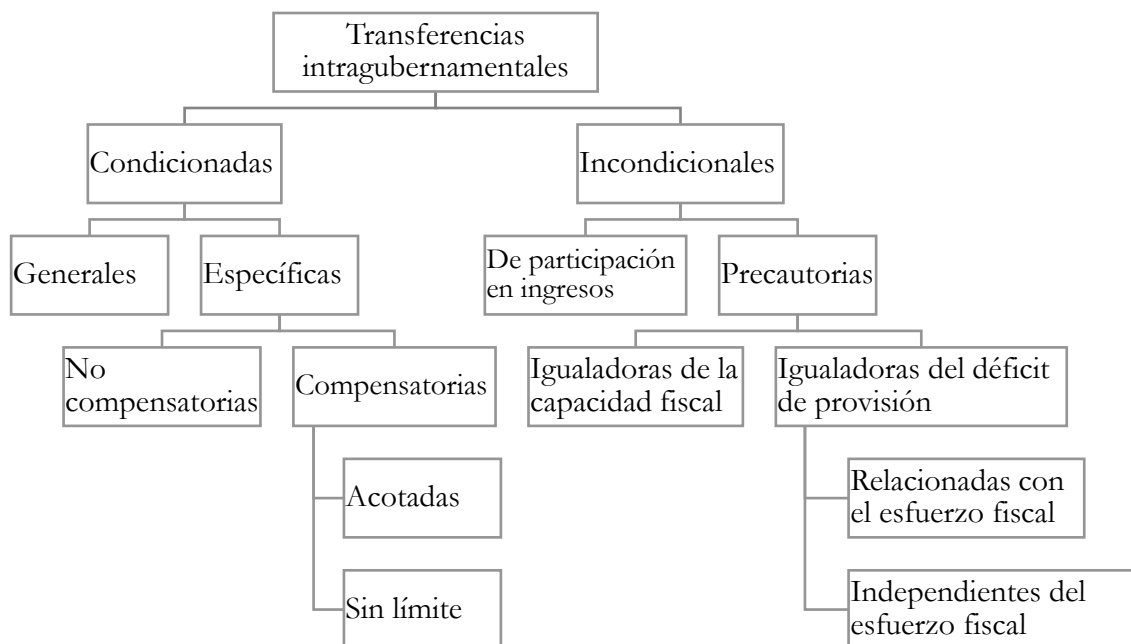 Transferencias
intragubernamentales
Condicionadas
Incondicionales
Generales
Específicas
De participación
en ingresos
Precautorias
No
compensatorias
Compensatorias
Igualadoras de la
capacidad fiscal
Igualadoras del déficit
de provisión
Acotadas
Sin límite
Relacionadas con
el esfuerzo fiscal
Independientes del
esfuerzo fiscal